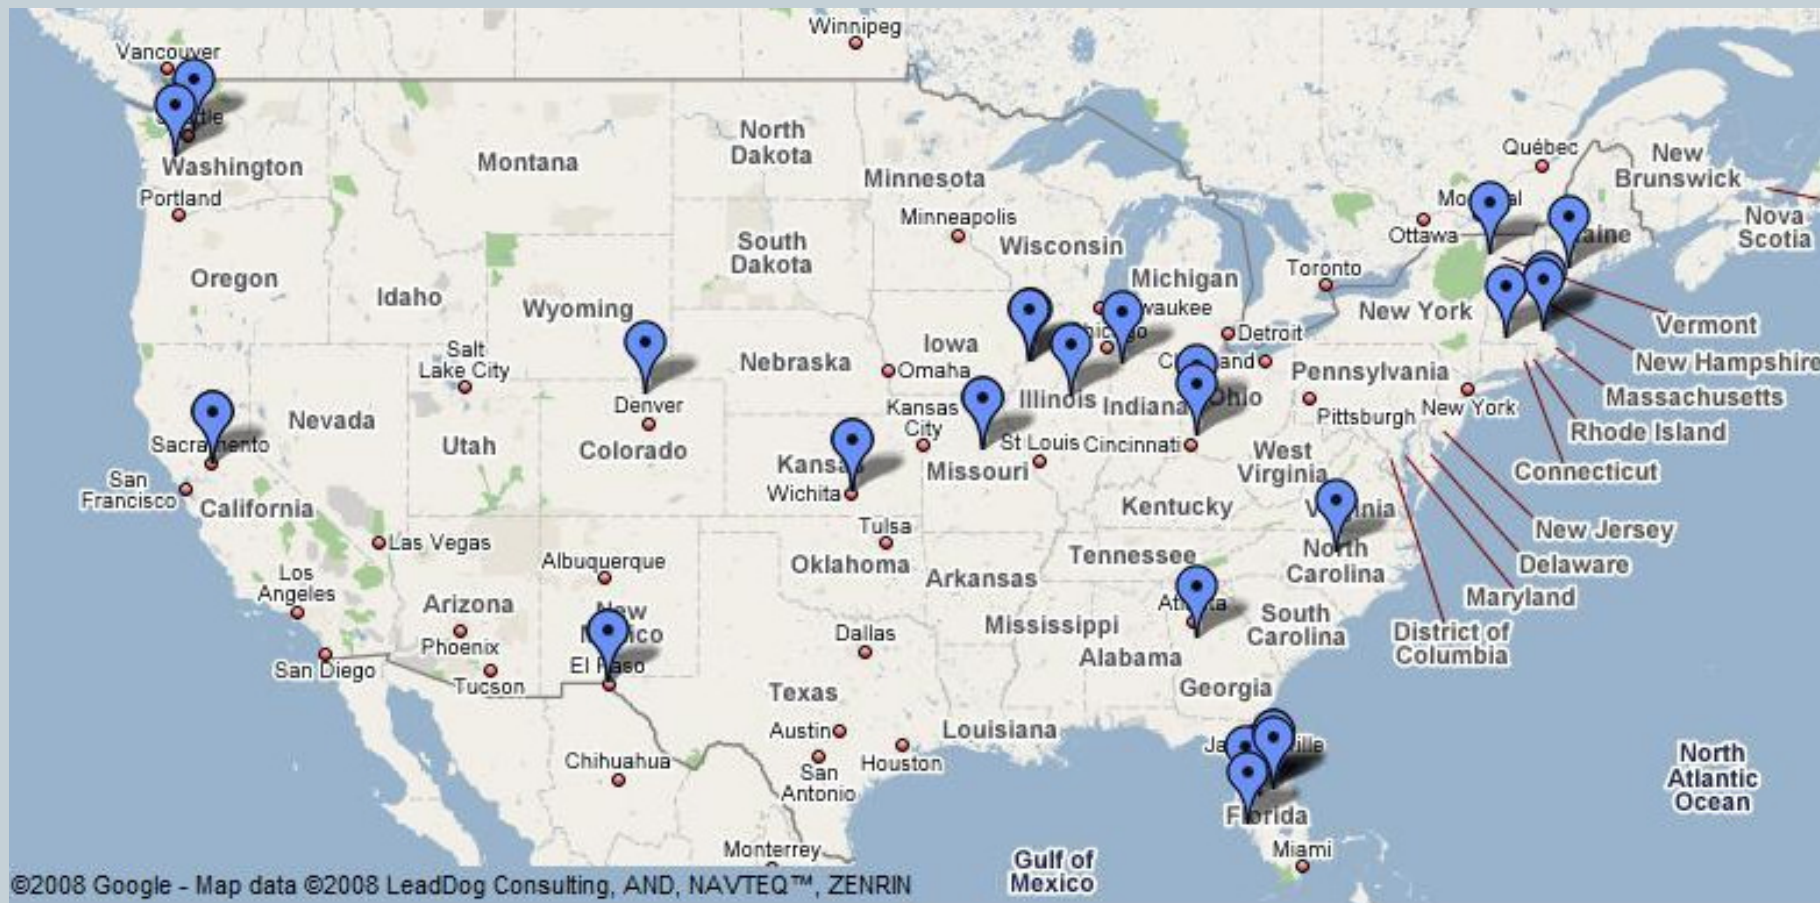 Winnipeg
Vancouver
Washington
Portland
Montana
North
Dakota
Minnesota
Minneapolis
Wisconsin
Michigan
Québec
New
Brunswick
Nova
Scotia
Ottawa
Toronto
Oregon
Idaho
Wyoming
South
Dakota
New York
Vermont
New Hampshire
Massachusetts
Rhode Island
Connecticut
New Jersey
Delaware
Maryland
District of
Columbia
Salt
Lake City
Nebraska
Iowa
Omaha
Detroit
Pennsylvania
Pittsburgh
New York
Nevada
Utah
Denver
Colorado
Kansas
City
Illinois
Indiana
Ohio
St Louis
Cincinnati
West
Virginia
San
Francisco
California
Wichita
Missouri
Kentucky
Las Vegas
Albuquerque
Tulsa
Oklahoma
Arkansas
Tennessee
North
Carolina
Los
Angeles
Arizona
Phoenix
Tucson
San Diego
New
El Paso
Dallas
Mississippi
Alabama
South
Carolina
Georgia
Texas
Austin
San
Antonio
Houston
Louisiana
Chihuahua
Monterrey
Florida
Miami
Gulf of
Mexico
North
Atlantic
Ocean
©2008 Google - Map data ©2008 LeadDog Consulting, AND, NAVTEQ™, ZENRIN